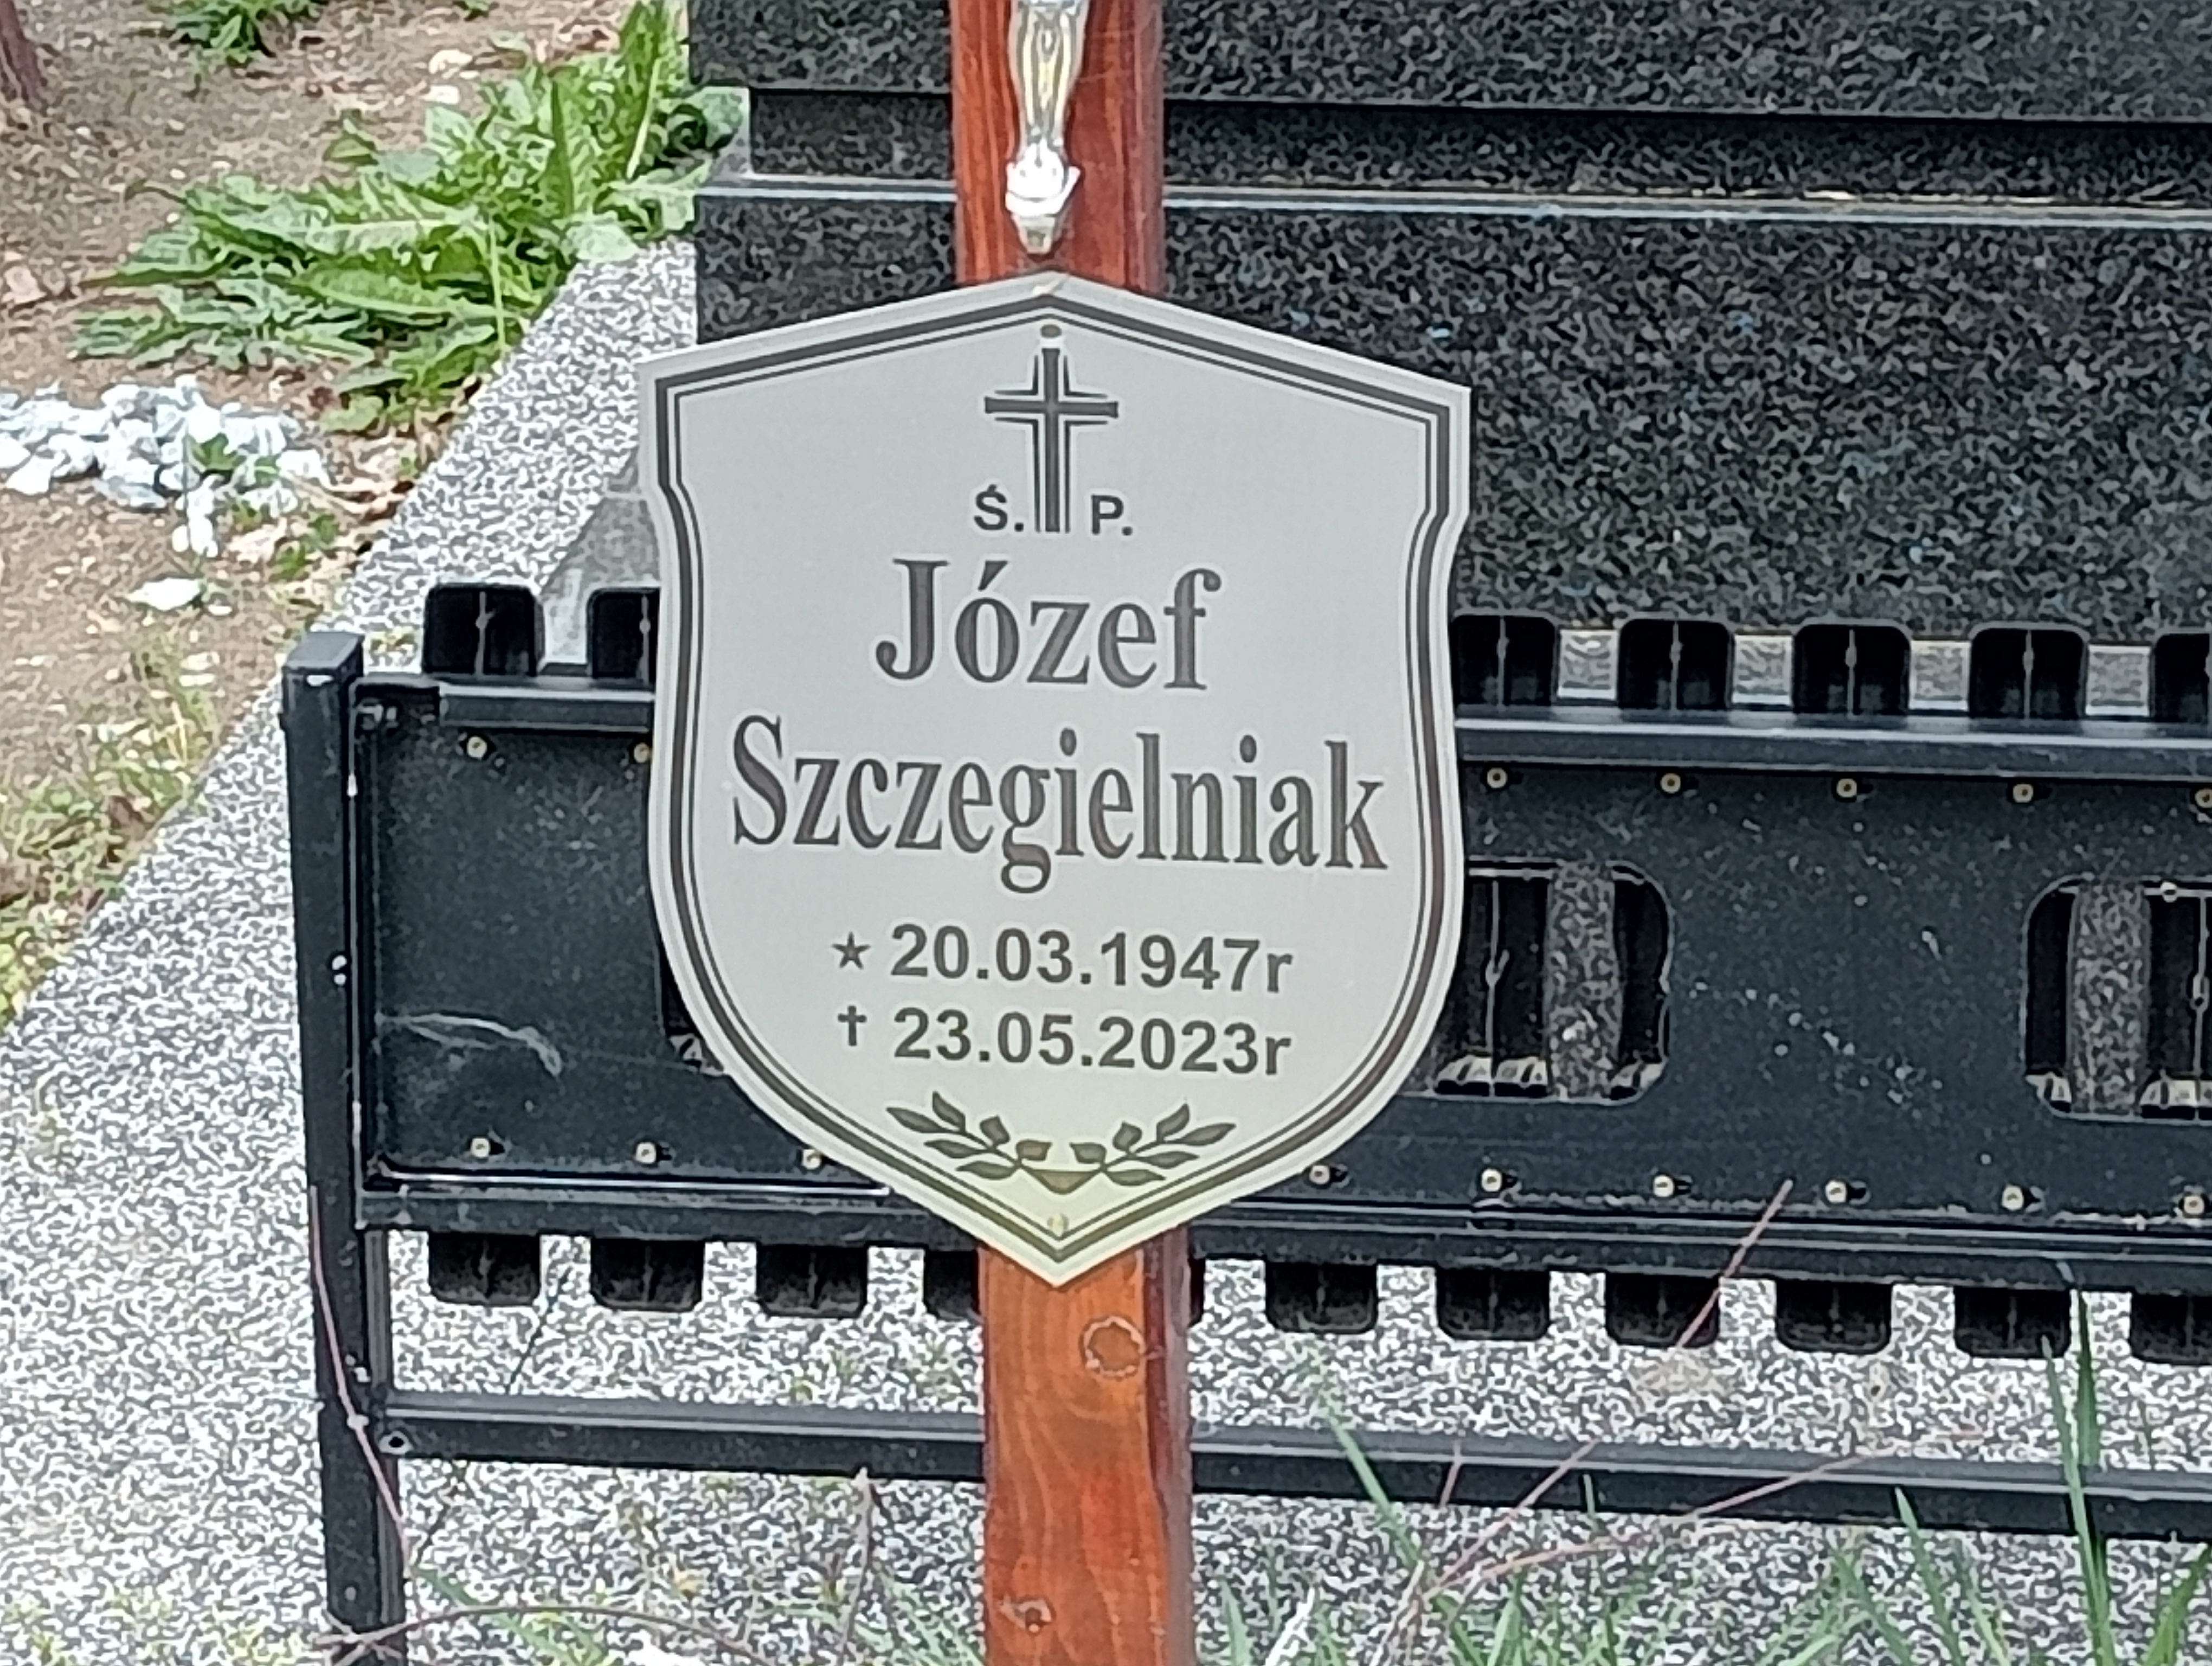 Ś. P.
Józef
Szczegielniak
★ 20.03.1947r
† 23.05.2023r